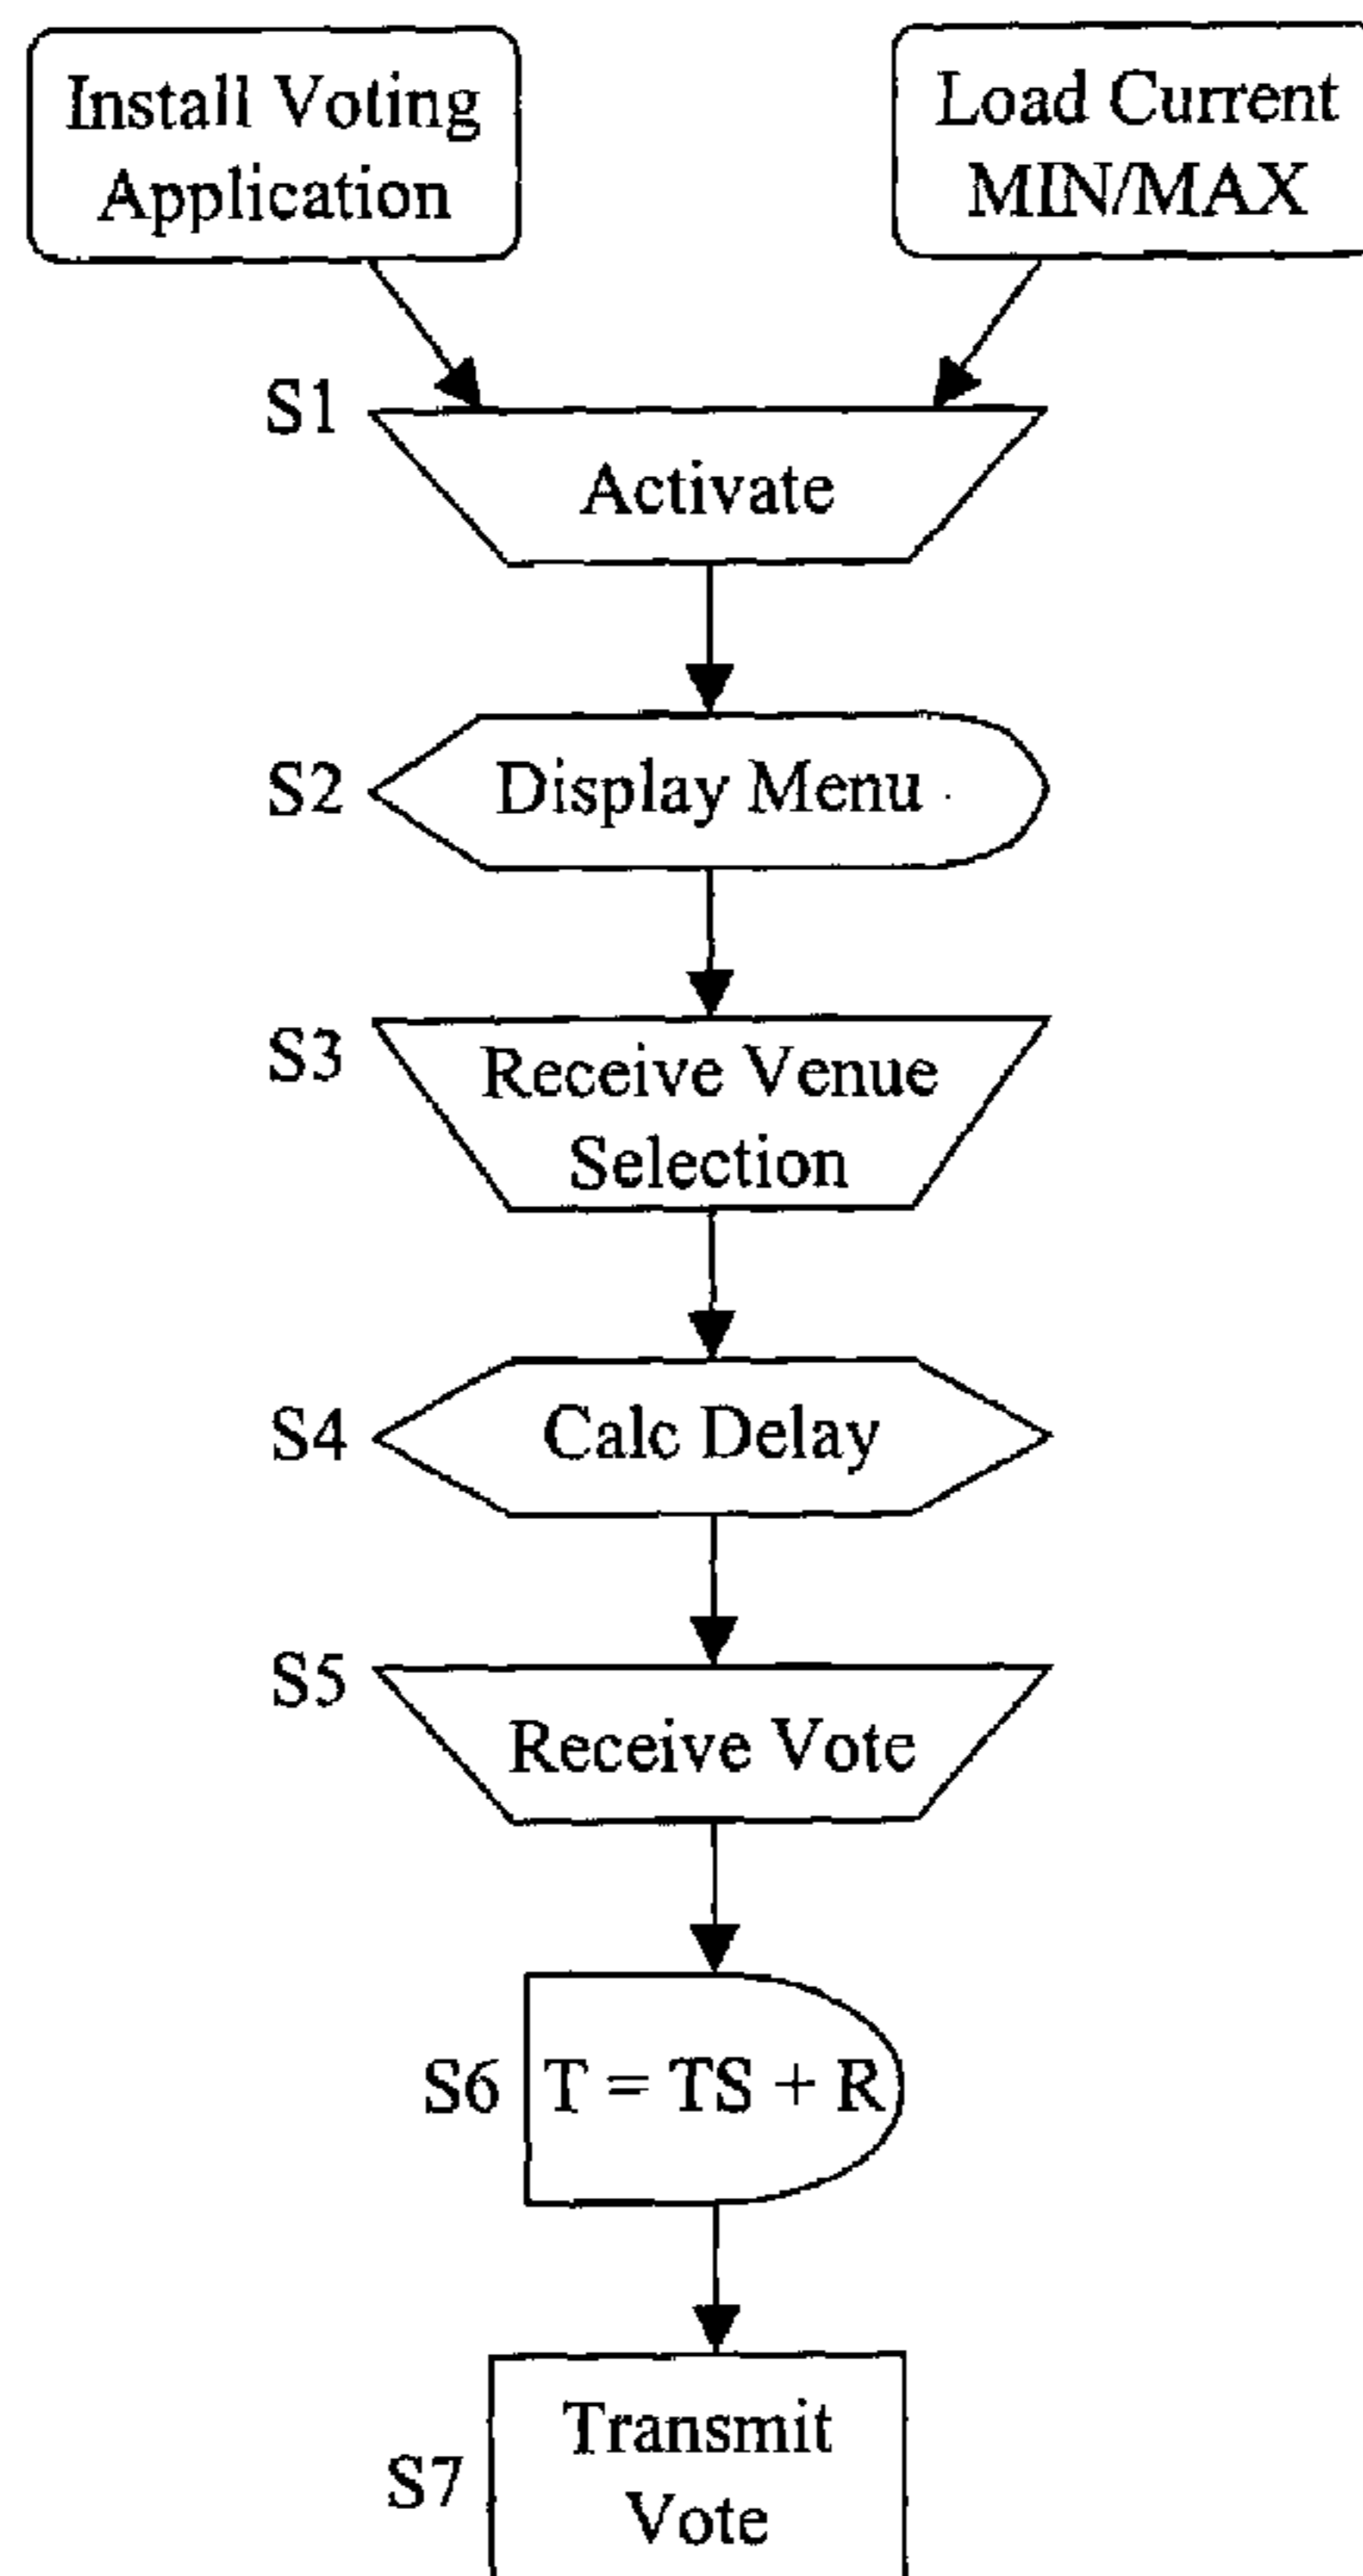 Install Voting
Application
Load Current
MIN/MAX
S1
Activate
S2
Display Menu
S3
Receive Venue
Selection
S4
Calc Delay
S5
Receive Vote
S6
T = TS + R
S7
Transmit
Vote